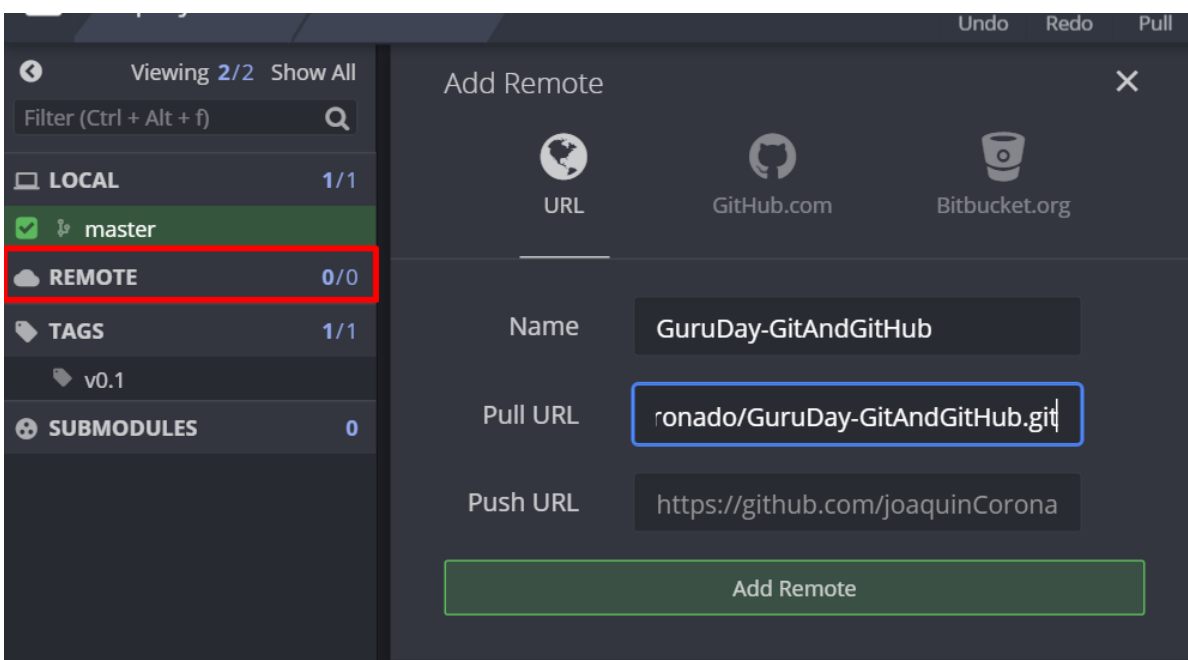 Undo Redo Pull
Viewing 2/2 Show All
Filter (Ctrl + Alt + f)
LOCAL 1/1
master
REMOTE 0/0
TAGS 1/1
v0.1
SUBMODULES 0
Add Remote
URL
GitHub.com
Bitbucket.org
Name
GuruDay-GitAndGitHub
Pull URL
ronado/GuruDay-GitAndGitHub.git
Push URL
https://github.com/joaquinCorona
Add Remote